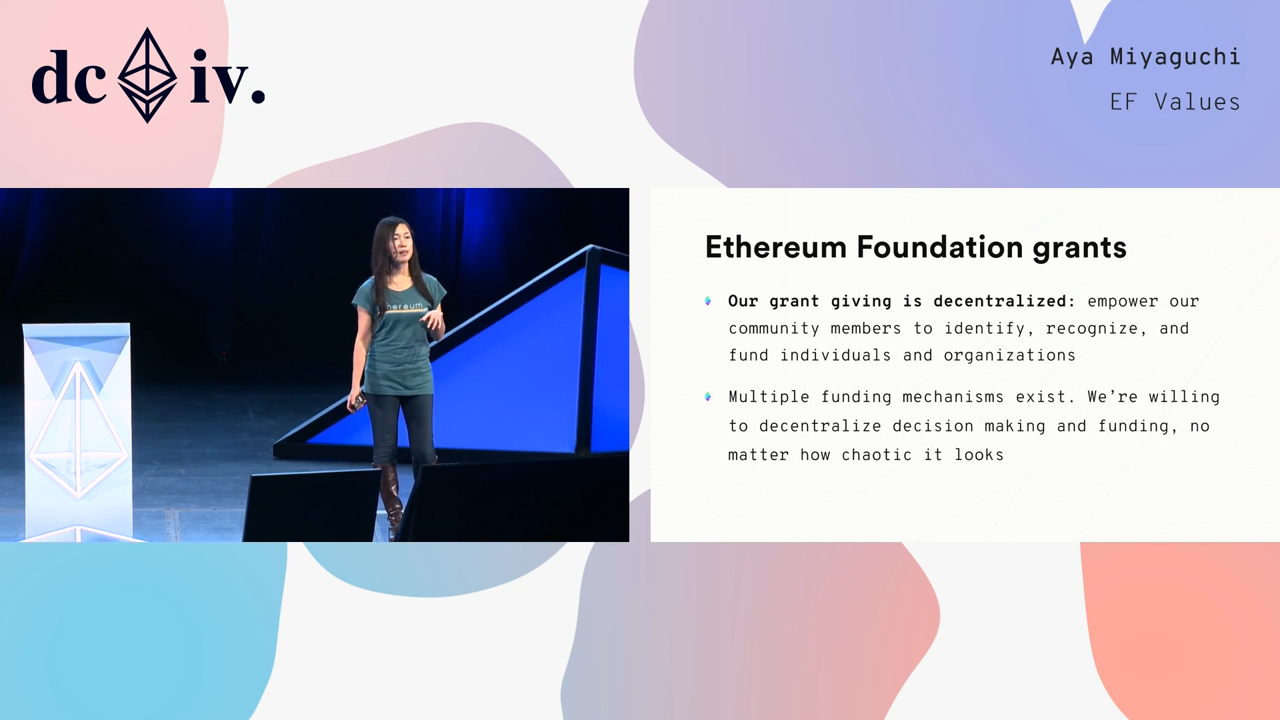 dc iv.
Aya Miyaguchi
EF Values
Ethereum Foundation grants
Our grant giving is decentralized: empower our
community members to identify, recognize, and
fund individuals and organizations
Multiple funding mechanisms exist. We’re willing
to decentralize decision making and funding, no
matter how chaotic it looks
hereum